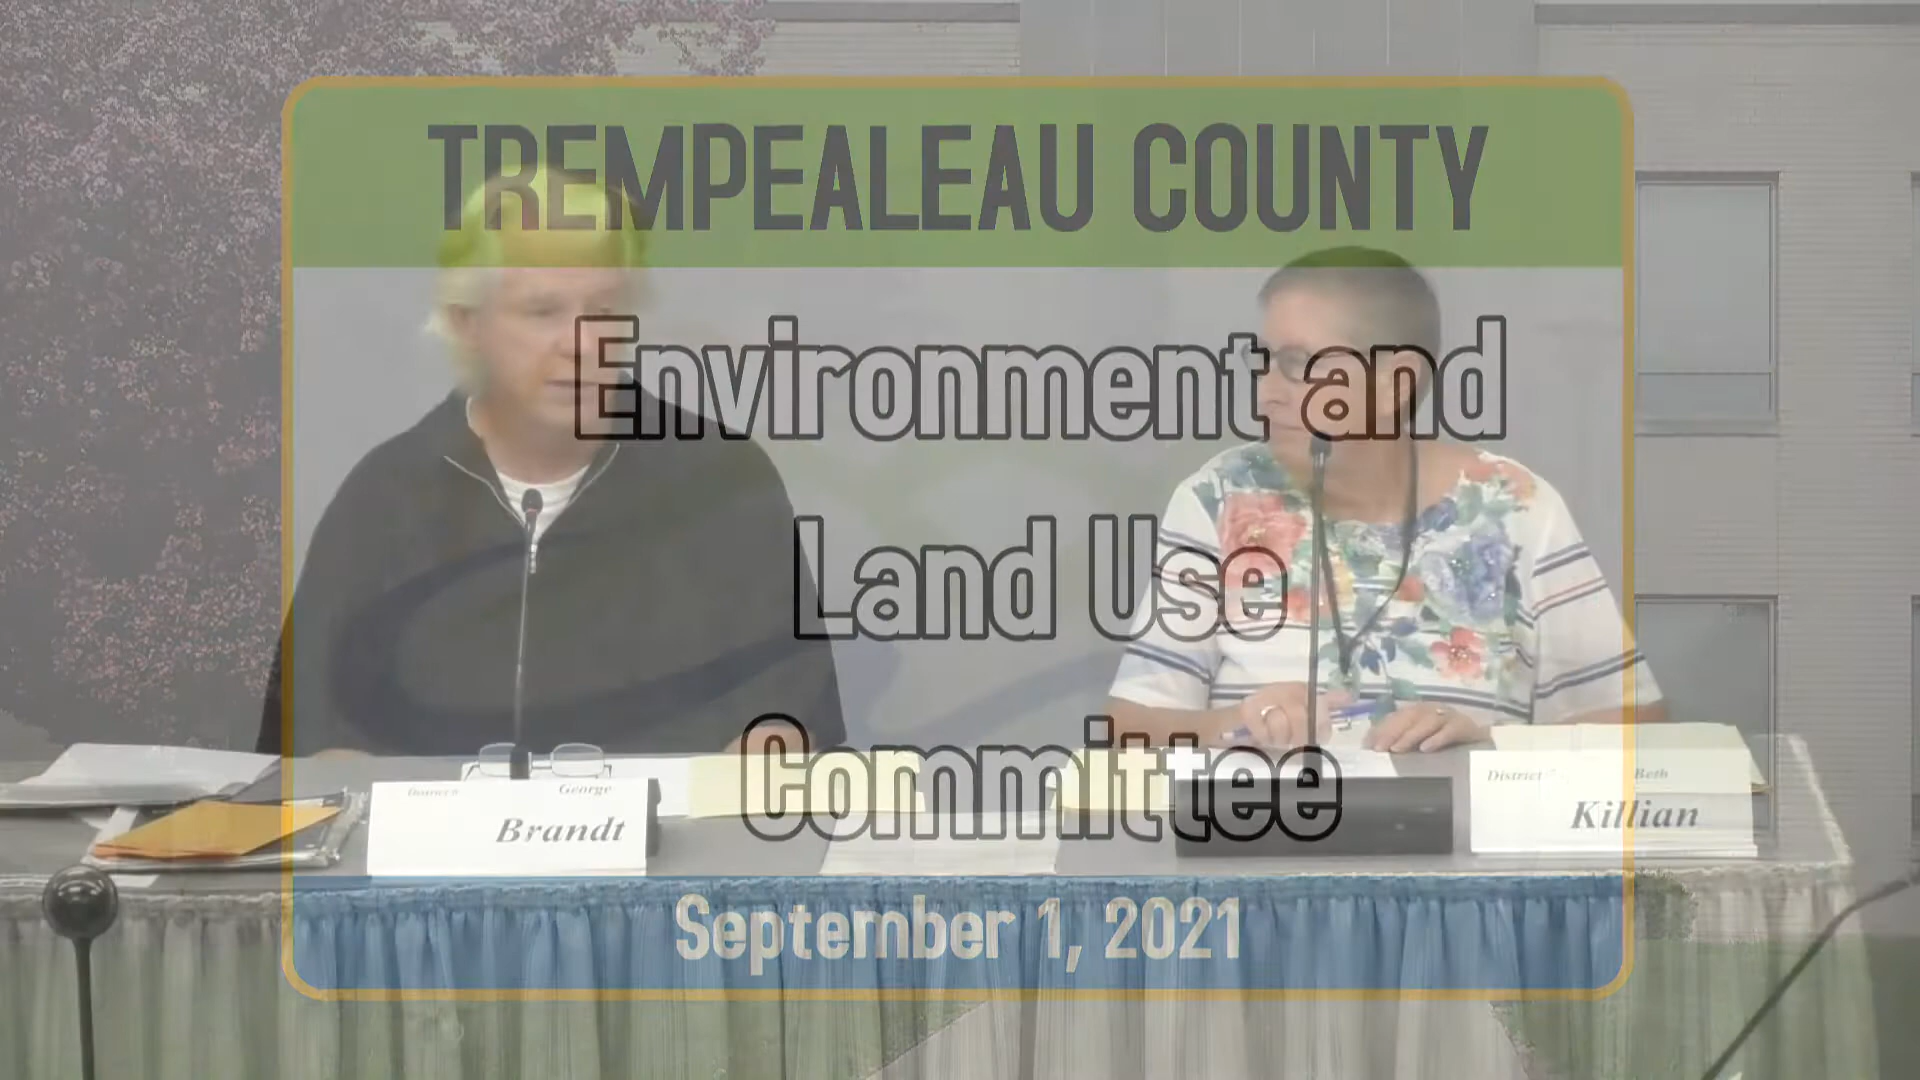 TREMPEALEAU COUNTY
Environment and
Land Use
Committee
September 1, 2021
George
Brandt
District Beth
Killian